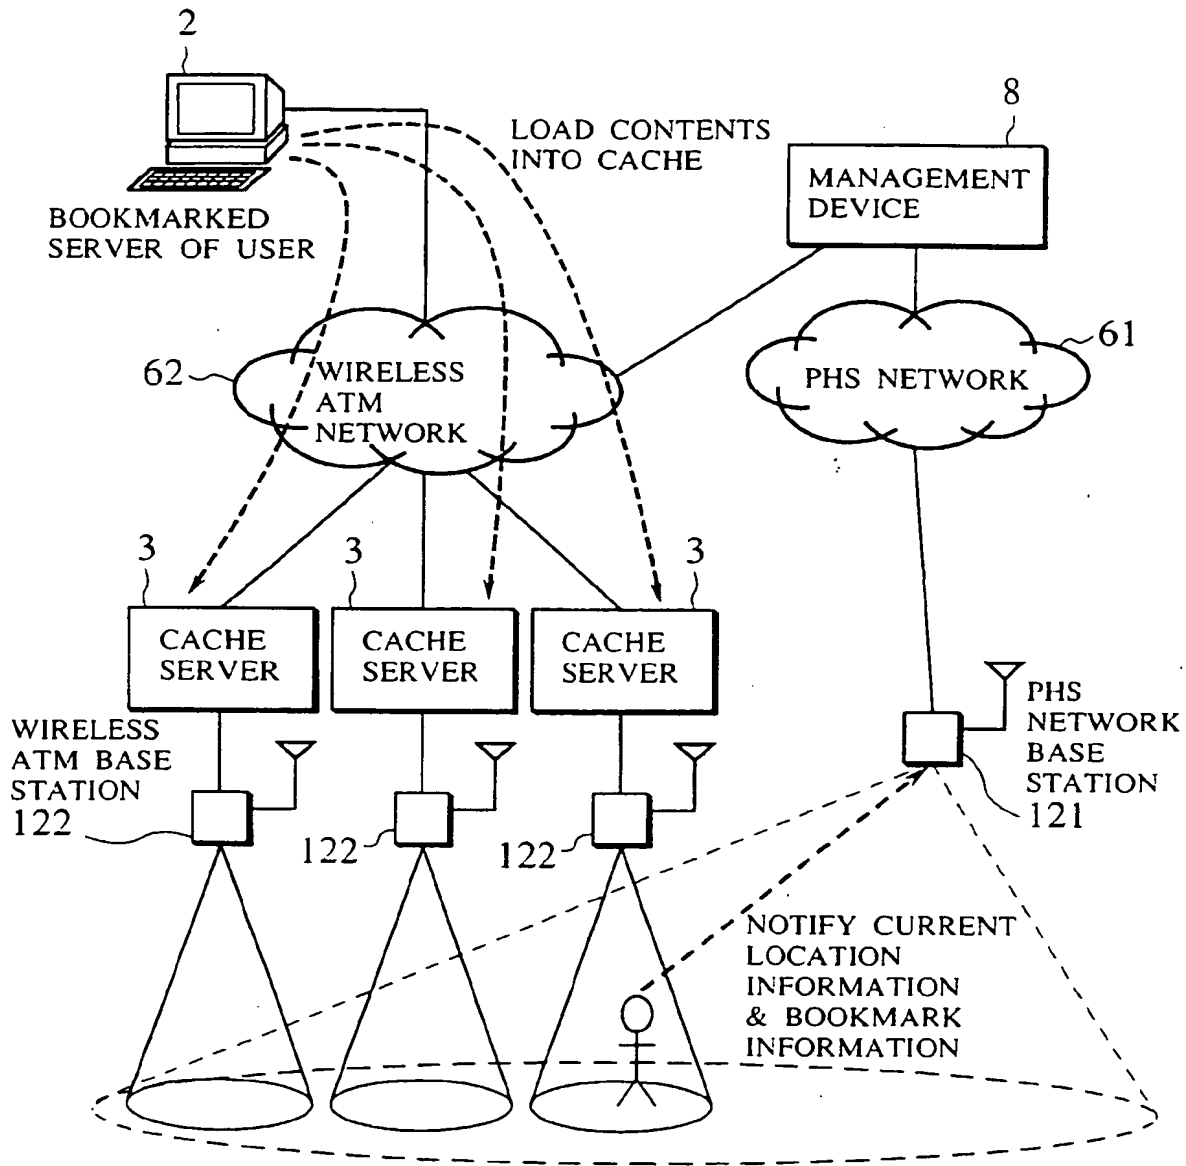 2
LOAD CONTENTS
INTO CACHE
8
MANAGEMENT
DEVICE
BOOKMARKED
SERVER OF USER
62
WIRELESS
ATM
NETWORK
61
PHS NETWORK
3
3
3
CACHE
SERVER
CACHE
SERVER
CACHE
SERVER
WIRELESS
ATM BASE
STATION
122
122
122
PHS
NETWORK
BASE
STATION
121
NOTIFY CURRENT
LOCATION
INFORMATION
& BOOKMARK
INFORMATION